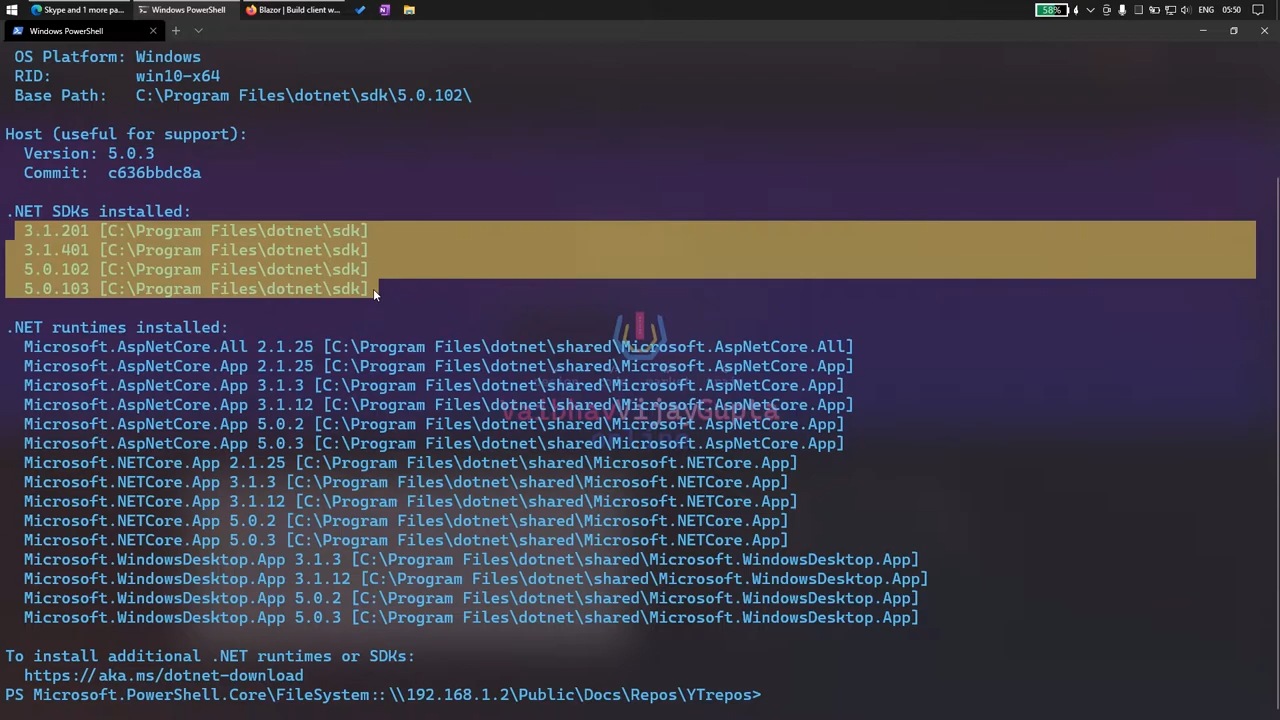 Skype and 1 more pa...
Windows PowerShell
Blazor | Build client w...
58%
ENG
05:50
Windows PowerShell
OS Platform: Windows
RID: win10-x64
Base Path: C:\Program Files\dotnet\sdk\5.0.102\
Host (useful for support):
Version: 5.0.3
Commit: c636bbdc8a
.NET SDKs installed:
3.1.201 [C:\Program Files\dotnet\sdk]
3.1.401 [C:\Program Files\dotnet\sdk]
5.0.102 [C:\Program Files\dotnet\sdk]
5.0.103 [C:\Program Files\dotnet\sdk]
.NET runtimes installed:
Microsoft.AspNetCore.All 2.1.25 [C:\Program Files\dotnet\shared\Microsoft.AspNetCore.All]
Microsoft.AspNetCore.App 2.1.25 [C:\Program Files\dotnet\shared\Microsoft.AspNetCore.App]
Microsoft.AspNetCore.App 3.1.3 [C:\Program Files\dotnet\shared\Microsoft.AspNetCore.App]
Microsoft.AspNetCore.App 3.1.12 [C:\Program Files\dotnet\shared\Microsoft.AspNetCore.App]
vaibhavVijayGupta
Microsoft.AspNetCore.App 5.0.2 [C:\Program Files\dotnet\shared\Microsoft.AspNetCore.App]
Microsoft.AspNetCore.App 5.0.3 [C:\Program Files\dotnet\shared\Microsoft.AspNetCore.App]
Microsoft.NETCore.App 2.1.25 [C:\Program Files\dotnet\shared\Microsoft.NETCore.App]
Microsoft.NETCore.App 3.1.3 [C:\Program Files\dotnet\shared\Microsoft.NETCore.App]
Microsoft.NETCore.App 3.1.12 [C:\Program Files\dotnet\shared\Microsoft.NETCore.App]
Microsoft.NETCore.App 5.0.2 [C:\Program Files\dotnet\shared\Microsoft.NETCore.App]
Microsoft.NETCore.App 5.0.3 [C:\Program Files\dotnet\shared\Microsoft.NETCore.App]
Microsoft.WindowsDesktop.App 3.1.3 [C:\Program Files\dotnet\shared\Microsoft.WindowsDesktop.App]
Microsoft.WindowsDesktop.App 3.1.12 [C:\Program Files\dotnet\shared\Microsoft.WindowsDesktop.App]
Microsoft.WindowsDesktop.App 5.0.2 [C:\Program Files\dotnet\shared\Microsoft.WindowsDesktop.App]
Microsoft.WindowsDesktop.App 5.0.3 [C:\Program Files\dotnet\shared\Microsoft.WindowsDesktop.App]
To install additional .NET runtimes or SDKs:
https://aka.ms/dotnet-download
PS Microsoft.PowerShell.Core\FileSystem::\\192.168.1.2\Public\Docs\Repos\YTrepos>